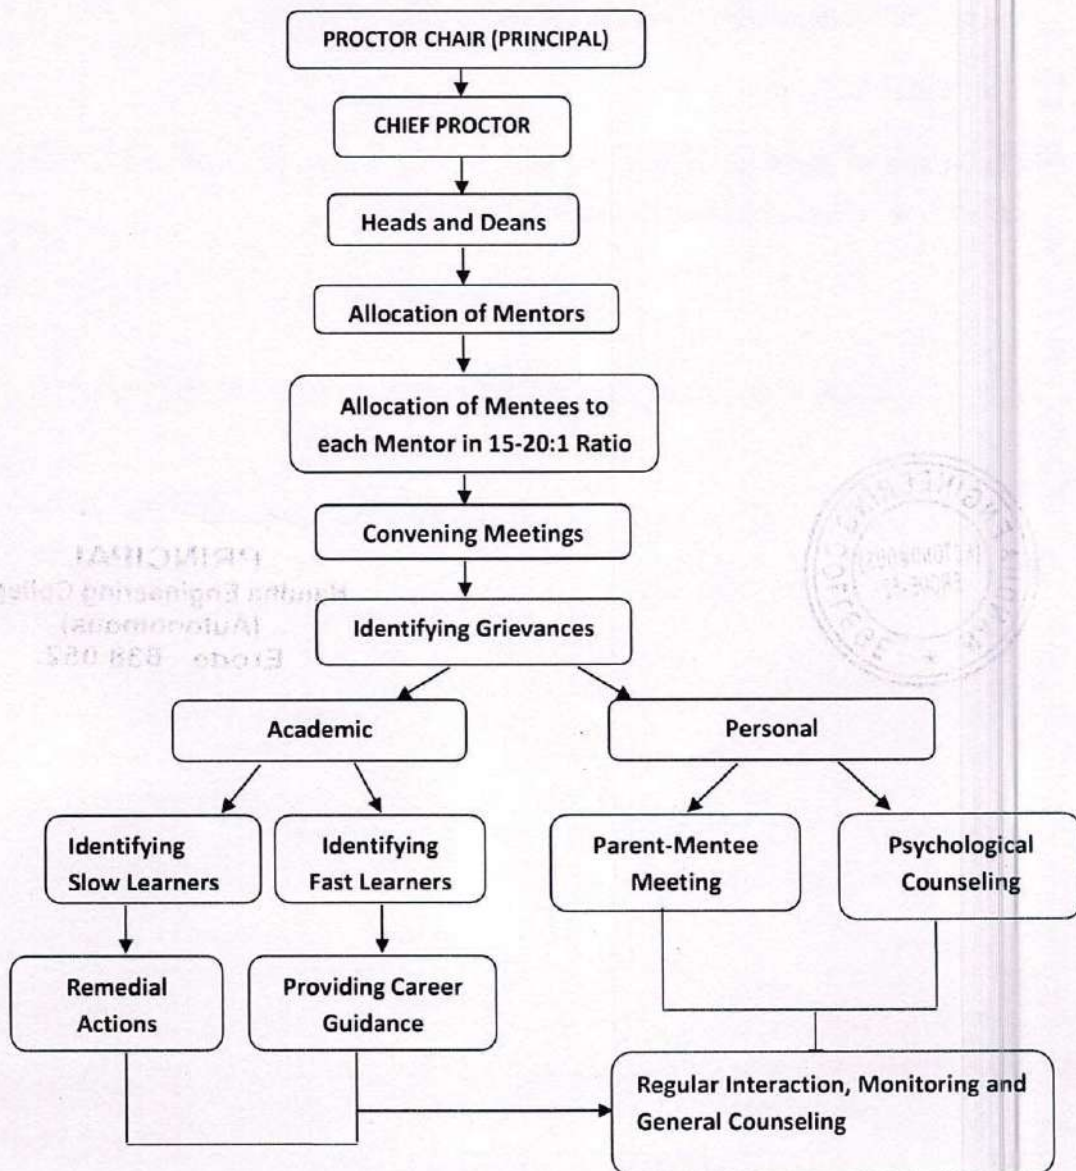 PROCTOR CHAIR (PRINCIPAL)
CHIEF PROCTOR
Heads and Deans
Allocation of Mentors
Allocation of Mentees to
each Mentor in 15-20:1 Ratio
Convening Meetings
PRINCIPAL
Engineering College
(Autonomous)
Erode - 638 052.
Identifying Grievances
Academic
Personal
Identifying
Slow Learners
Identifying
Fast Learners
Parent-Mentee
Meeting
Psychological
Counseling
Remedial
Actions
Providing Career
Guidance
Regular Interaction, Monitoring and
General Counseling